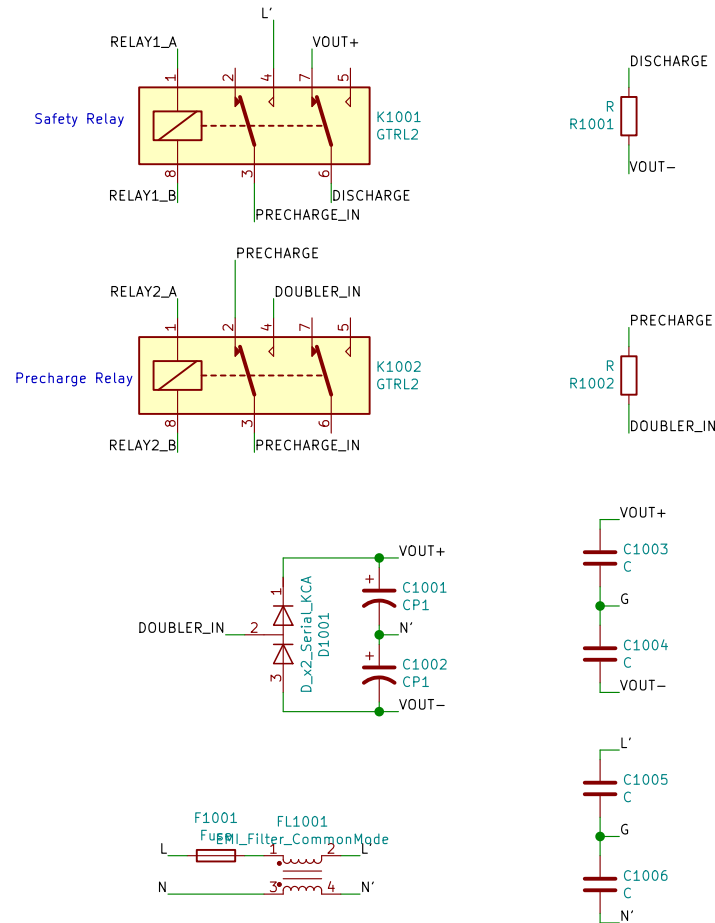 L'
RELAY1_A
VOUT+
1
2
4
7
5
Safety Relay
K1001
GTRL2
8
3
6
RELAY1_B
DISCHARGE
PRECHARGE_IN
DISCHARGE
R
R1001
VOUT-
PRECHARGE
RELAY2_A
DOUBLER_IN
1
2
4
7
5
Precharge Relay
K1002
GTRL2
8
3
6
RELAY2_B
PRECHARGE_IN
PRECHARGE
R
R1002
DOUBLER_IN
VOUT+
1
+
C1001
CP1
DOUBLER_IN
2
N'
D_x2_Serial_KCA
D1001
+
C1002
CP1
3
VOUT-
VOUT+
C1003
C
G
C1004
C
VOUT-
L'
C1005
C
G
C1006
C
N'
F1001
Fuse
FL1001
EMI_Filter_CommonMode
L
1
2
L
N
3
4
N'